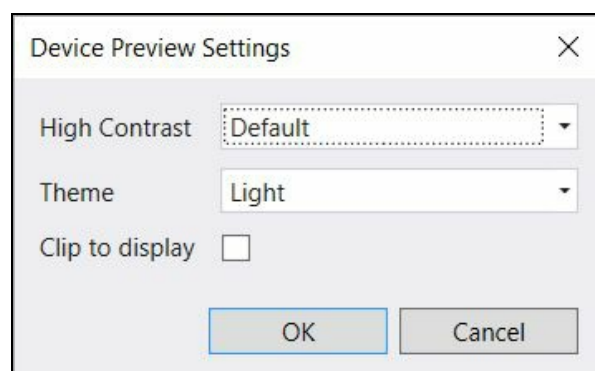 Device Preview Settings
High Contrast Default
Theme Light
Clip to display
OK Cancel